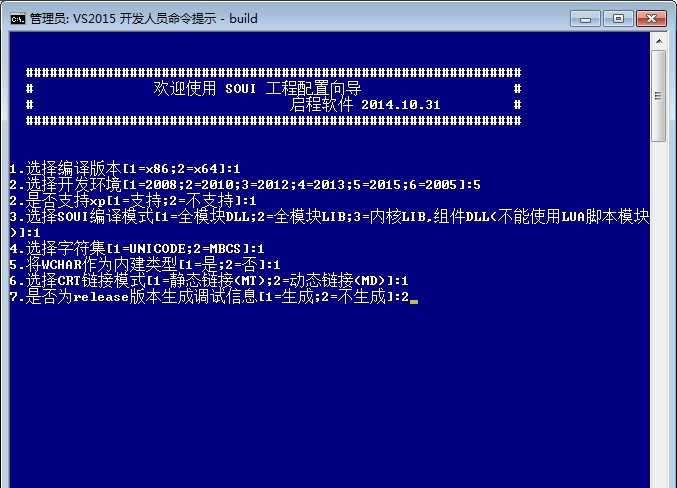 管理员: VS2015 开发人员命令提示 - build
##############################################################
# 欢迎使用 SOUI 工程配置向导 #
# 启程软件 2014.10.31 #
##############################################################
1.选择编译版本[1=x86;2=x64]:1
2.选择开发环境[1=2008;2=2010;3=2012;4=2013;5=2015;6=2005]:5
2.是否支持xp[1=支持;2=不支持]:1
3.选择SOUI编译模式[1=全模块DLL;2=全模块LIB;3=内核LIB,组件DLL(不能使用LUA脚本模块
)]:1
4.选择字符集[1=UNICODE;2=MBCS]:1
5.将WCHAR作为内建类型[1=是;2=否]:1
6.选择CRT链接模式[1=静态链接(MT);2=动态链接(MD)]:1
7.是否为release版本生成调试信息[1=生成;2=不生成]:2